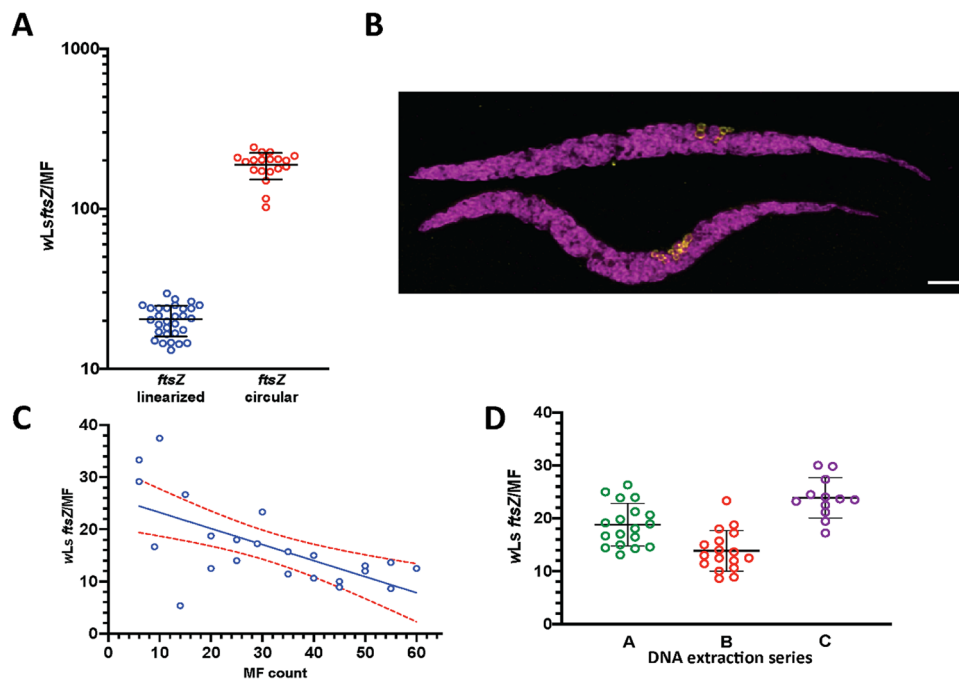 A
1000
100
10
wLsftsZ/MF
ftsZ
linearized
ftsZ
circular
B
C
40
30
20
10
0
wLs ftsZ/MF
0 10 20 30 40 50 60
MF count
D
40
30
20
10
0
wLs ftsZ/MF
A B C
DNA extraction series